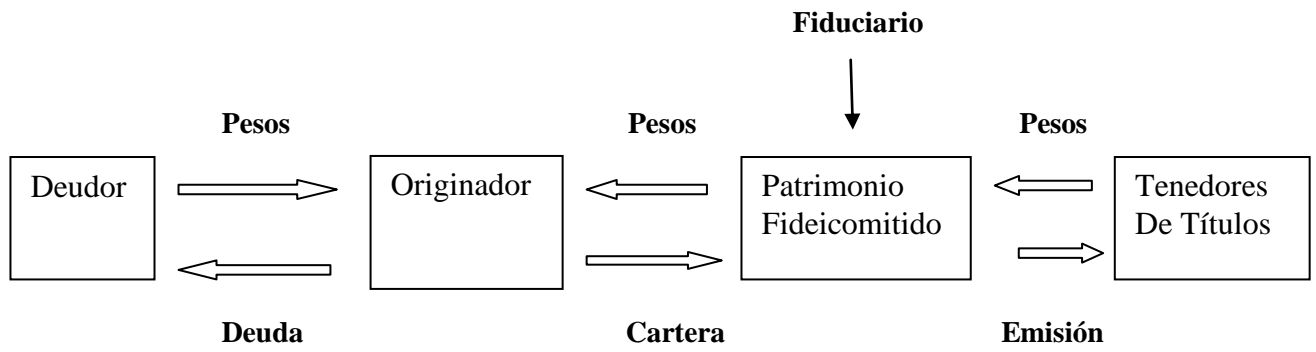 Fiduciario
Pesos
Pesos
Pesos
Deudor
Originador
Patrimonio
Fideicomitido
Tenedores
De Títulos
Deuda
Cartera
Emisión